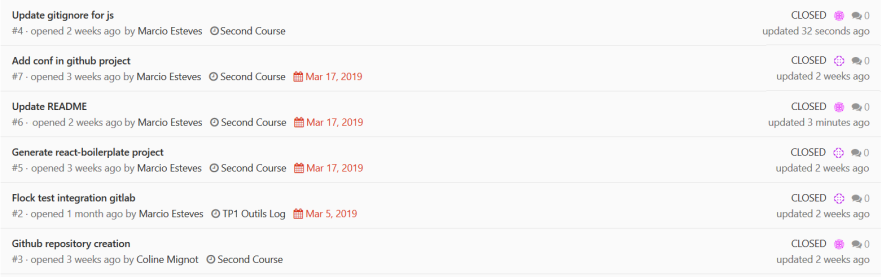 Update gitignore for js CLOSED 0
#4 · opened 2 weeks ago by Marcio Esteves Second Course updated 32 seconds ago
Add conf in github project CLOSED 0
#7 · opened 3 weeks ago by Marcio Esteves Second Course Mar 17, 2019 updated 2 weeks ago
Update README CLOSED 0
#6 · opened 2 weeks ago by Marcio Esteves Second Course Mar 17, 2019 updated 3 minutes ago
Generate react-boilerplate project CLOSED 0
#5 · opened 3 weeks ago by Marcio Esteves Second Course Mar 17, 2019 updated 2 weeks ago
Flock test integration gitlab CLOSED 0
#2 · opened 1 month ago by Marcio Esteves TP1 Outils Log Mar 5, 2019 updated 2 weeks ago
Github repository creation CLOSED 0
#3 · opened 3 weeks ago by Coline Mignot Second Course updated 2 weeks ago